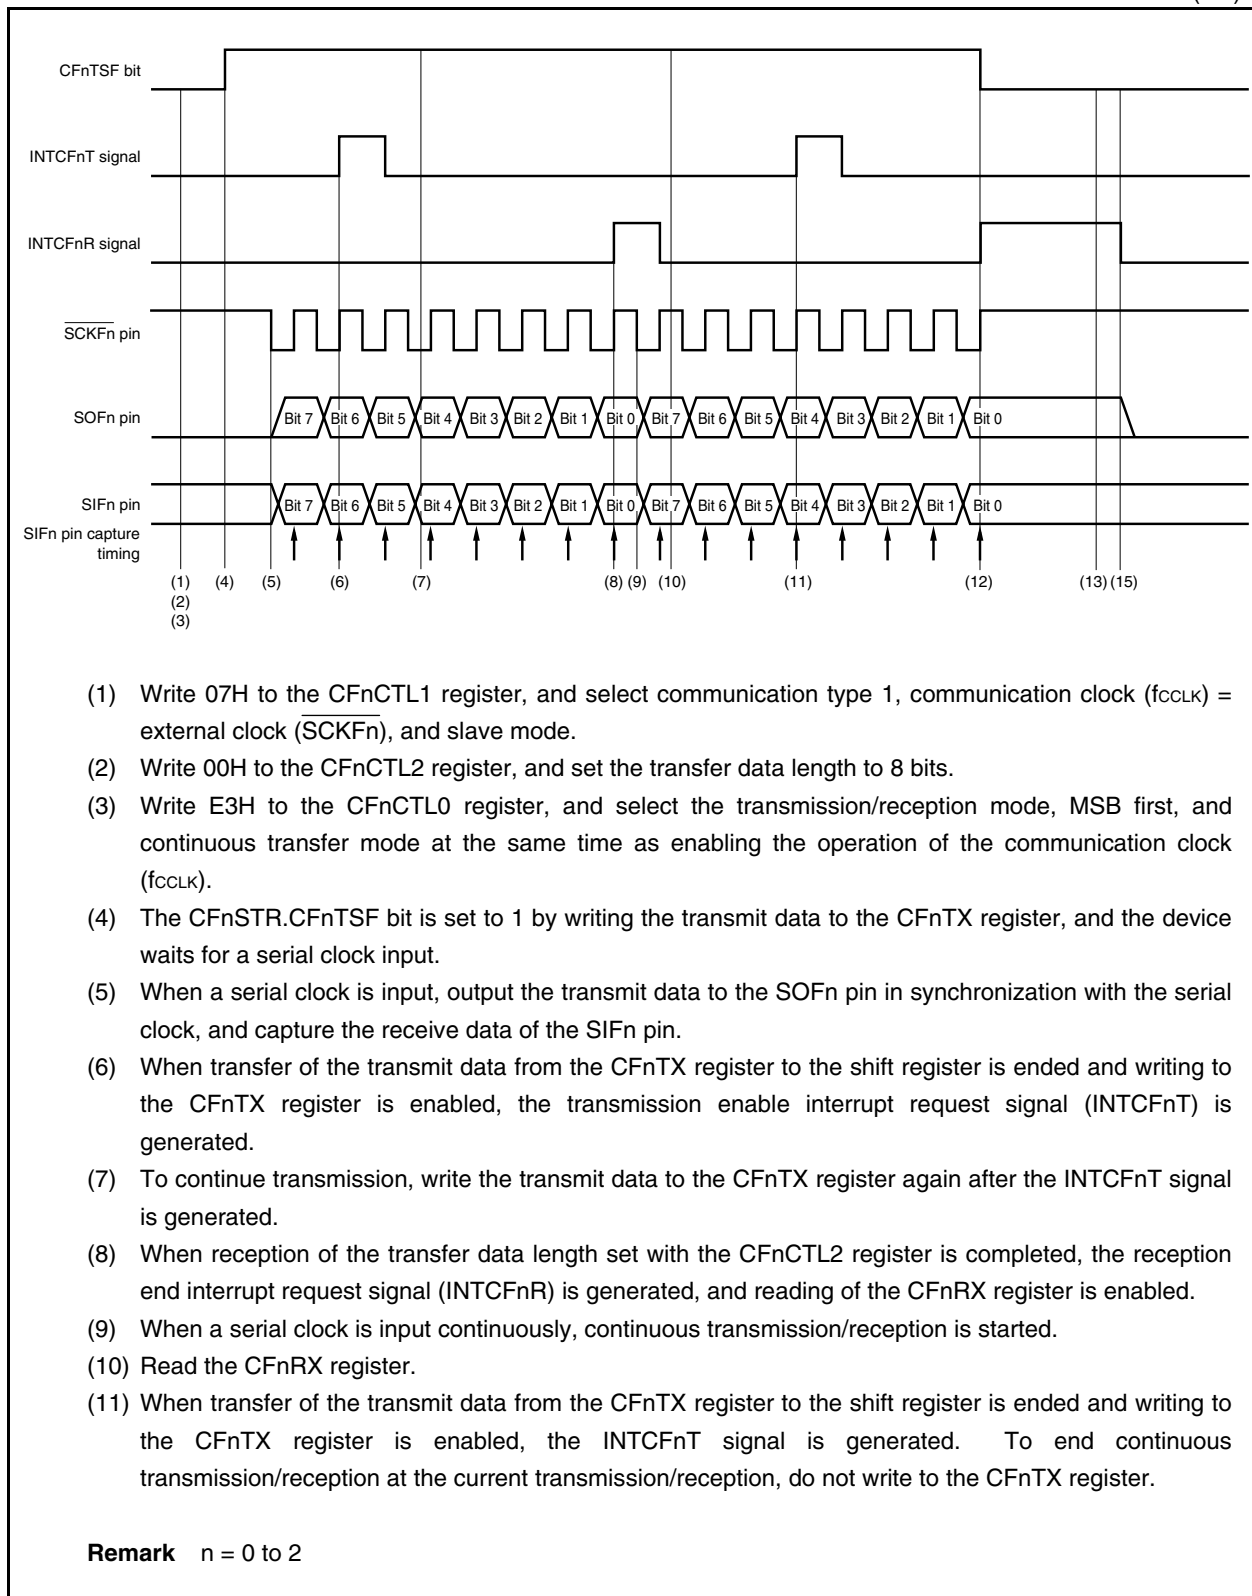 CFnTSF bit
INTCFnT signal
INTCFnR signal
SCKFn pin
SOFn pin
Bit 7 Bit 6 Bit 5 Bit 4 Bit 3 Bit 2 Bit 1 Bit 0 Bit 7 Bit 6 Bit 5 Bit 4 Bit 3 Bit 2 Bit 1 Bit 0
SIFn pin
Bit 7 Bit 6 Bit 5 Bit 4 Bit 3 Bit 2 Bit 1 Bit 0 Bit 7 Bit 6 Bit 5 Bit 4 Bit 3 Bit 2 Bit 1 Bit 0
SIFn pin capture
timing
(1) (4) (5) (6) (7) (8) (9) (10) (11) (12) (13) (15)
(2)
(3)
(1) Write 07H to the CFnCTL1 register, and select communication type 1, communication clock (fCCLK) =
external clock (SCKFn), and slave mode.
(2) Write 00H to the CFnCTL2 register, and set the transfer data length to 8 bits.
(3) Write E3H to the CFnCTL0 register, and select the transmission/reception mode, MSB first, and
continuous transfer mode at the same time as enabling the operation of the communication clock
(fCCLK).
(4) The CFnSTR.CFnTSF bit is set to 1 by writing the transmit data to the CFnTX register, and the device
waits for a serial clock input.
(5) When a serial clock is input, output the transmit data to the SOFn pin in synchronization with the serial
clock, and capture the receive data of the SIFn pin.
(6) When transfer of the transmit data from the CFnTX register to the shift register is ended and writing to
the CFnTX register is enabled, the transmission enable interrupt request signal (INTCFnT) is
generated.
(7) To continue transmission, write the transmit data to the CFnTX register again after the INTCFnT signal
is generated.
(8) When reception of the transfer data length set with the CFnCTL2 register is completed, the reception
end interrupt request signal (INTCFnR) is generated, and reading of the CFnRX register is enabled.
(9) When a serial clock is input continuously, continuous transmission/reception is started.
(10) Read the CFnRX register.
(11) When transfer of the transmit data from the CFnTX register to the shift register is ended and writing to
the CFnTX register is enabled, the INTCFnT signal is generated. To end continuous
transmission/reception at the current transmission/reception, do not write to the CFnTX register.
Remark n = 0 to 2